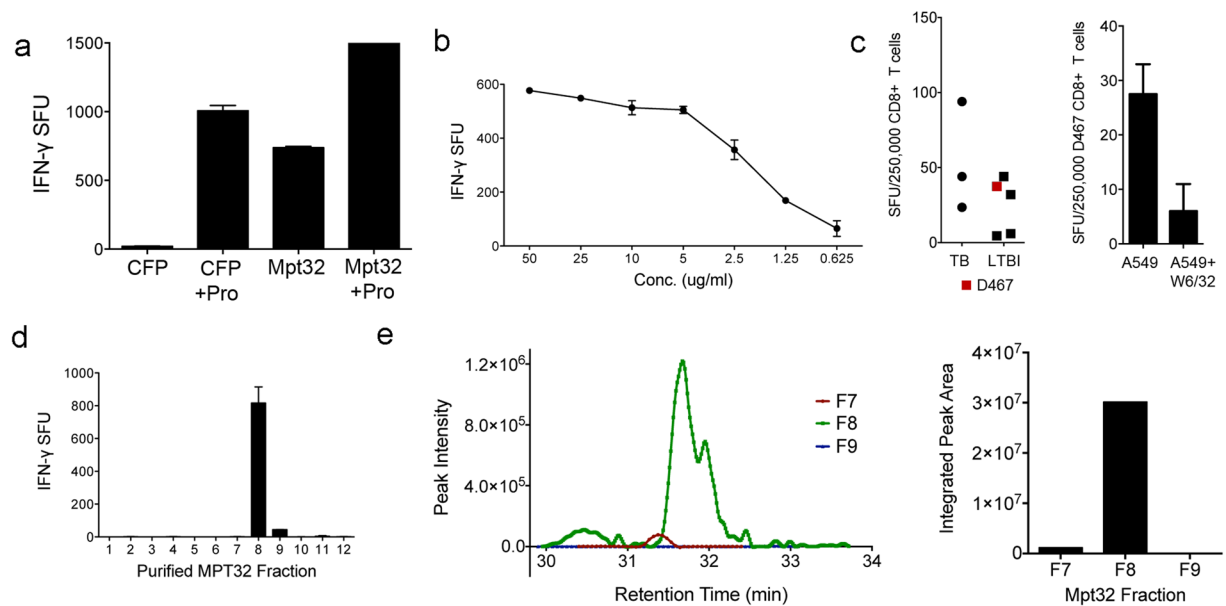 a
IFN-γ SFU
1500
1000
500
0
CFP
CFP
+Pro
Mpt32
Mpt32
+Pro
b
IFN-γ SFU
600
400
200
0
50
25
10
5
2.5
1.25
0.625
Conc. (ug/ml)
c
SFU/250,000 CD8+ T cells
150
100
50
0
TB
LTBI
D467
SFU/250,000 D467 CD8+ T cells
40
30
20
10
0
A549
A549+
W6/32
d
IFN-γ SFU
1000
800
600
400
200
0
1 2 3 4 5 6 7 8 9 10 11 12
Purified MPT32 Fraction
e
Peak Intensity
1.2×10⁶
8.0×10⁵
4.0×10⁵
0.0
30
31
32
33
34
Retention Time (min)
F7
F8
F9
Integrated Peak Area
4×10⁷
3×10⁷
2×10⁷
1×10⁷
0
F7
F8
F9
Mpt32 Fraction